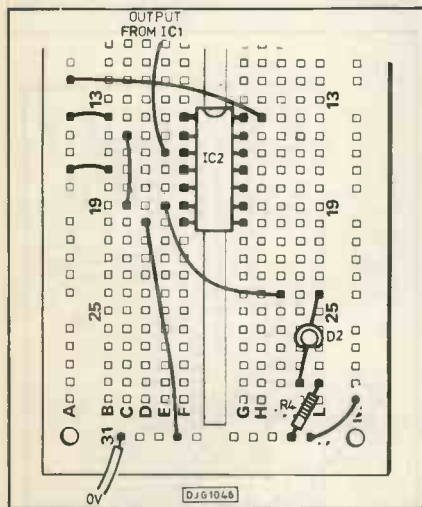 OUTPUT
FROM IC1
13
13
IC2
19
19
25
25
D2
A
B
C
D
E
F
G
H
R4
L
31
0V
DJG1046